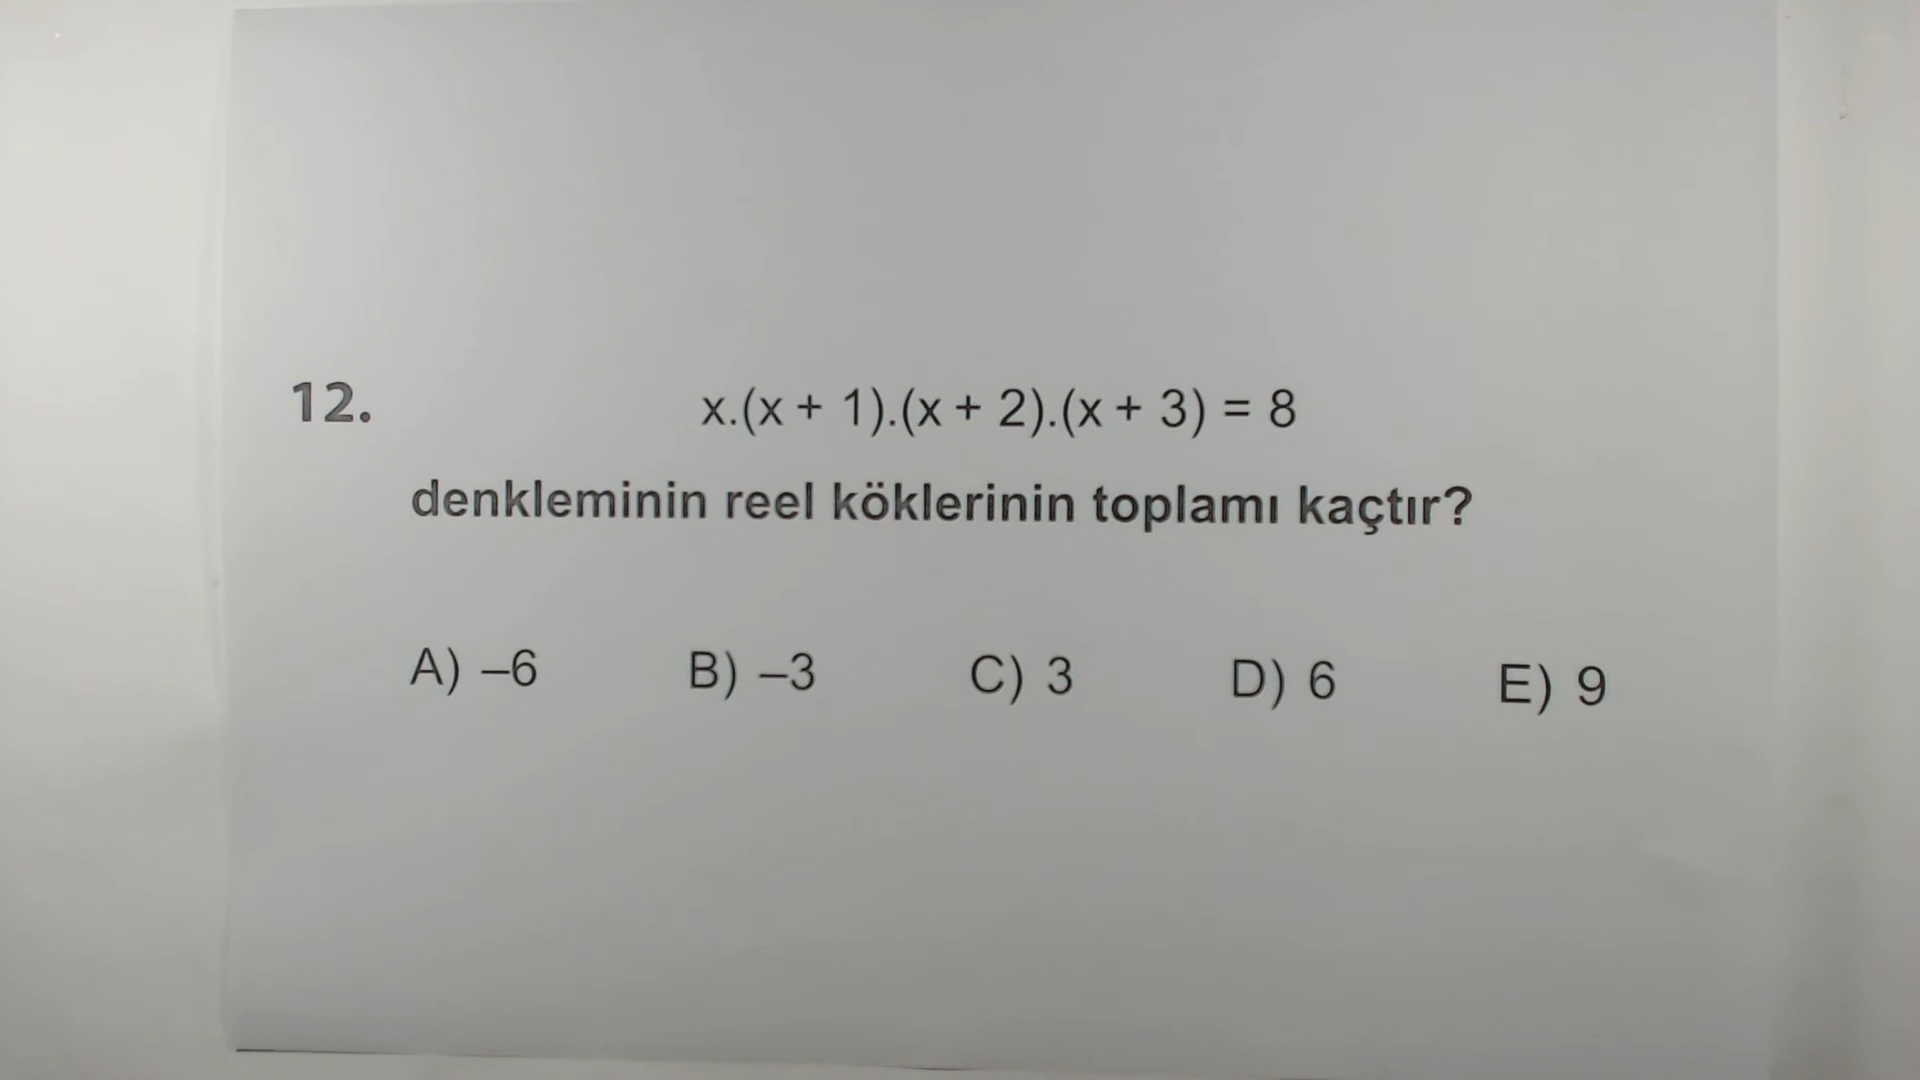 12. x.(x + 1).(x + 2).(x + 3) = 8
denkleminin reel köklerinin toplamı kaçtır?
A) –6 B) –3 C) 3 D) 6 E) 9